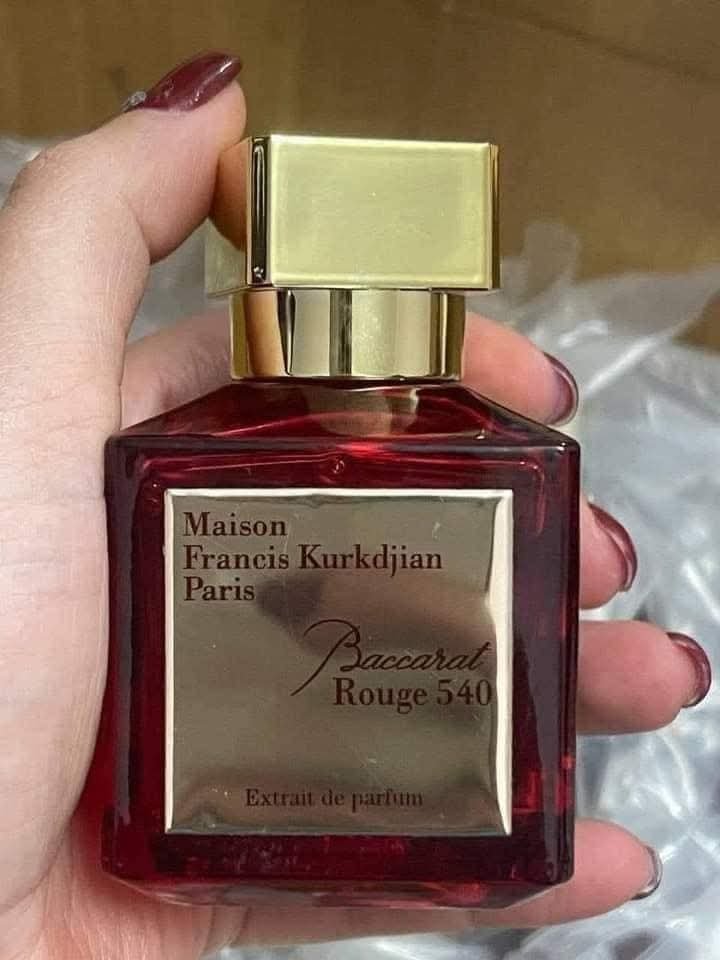 Maison
Francis Kurkdjian
Paris
Baccarat
Rouge 540
Extrait de parfum